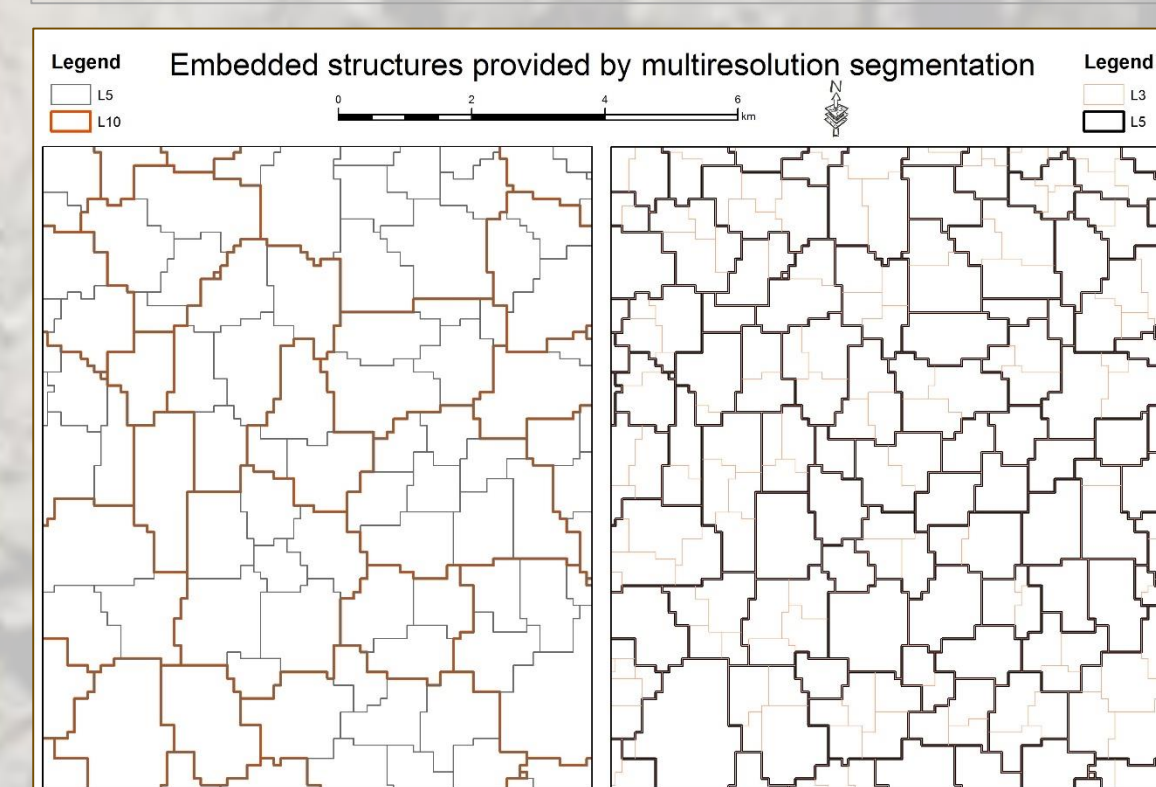 Legend
L5
L10
Embedded structures provided by multiresolution segmentation
0 2 4 6
km
N
Legend
L3
L5